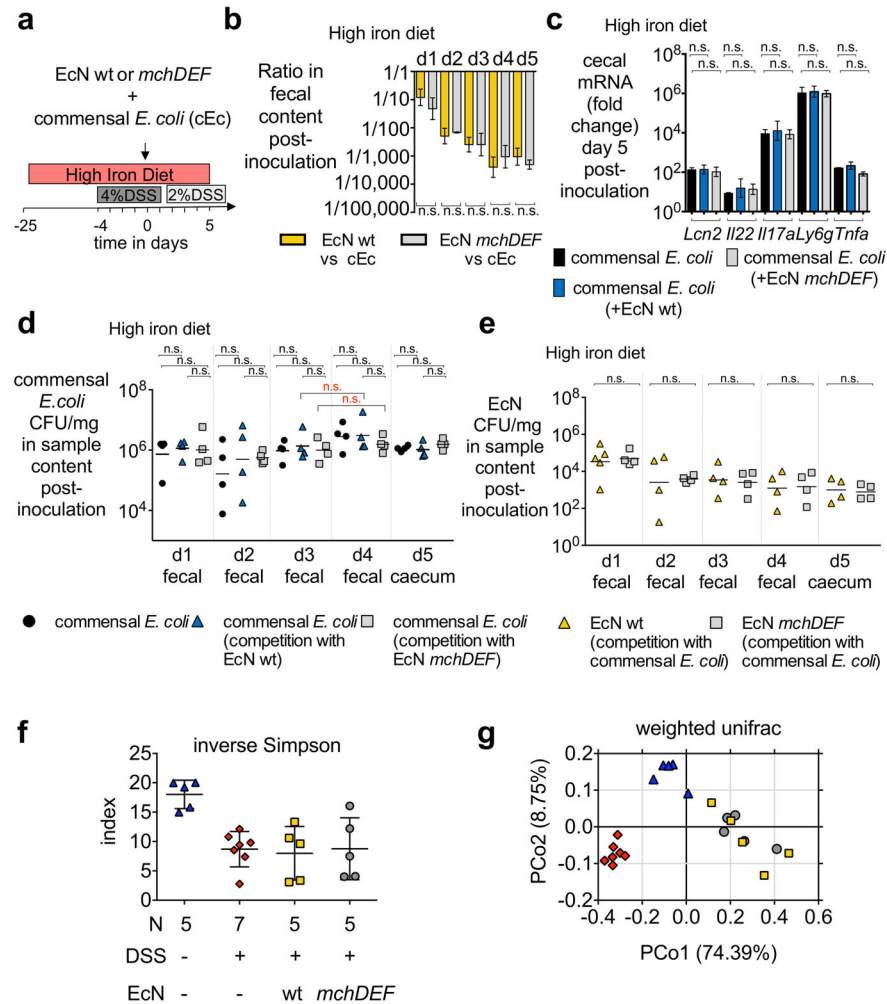 a
EcN wt or mchDEF
+
commensal E. coli (cEc)
High Iron Diet
4%DSS
2%DSS
-25 -4 0 5
time in days
b
High iron diet
d1 d2 d3 d4 d5
Ratio in
fecal
content
post-
inoculation
1/1
1/10
1/100
1/1,000
1/10,000
1/100,000
n.s. n.s. n.s. n.s. n.s.
EcN wt
vs cEc
EcN mchDEF
vs cEc
c
High iron diet
n.s. n.s. n.s. n.s. n.s.
n.s. n.s. n.s. n.s. n.s.
cecal
mRNA
(fold
change)
day 5
post-
inoculation
10^8
10^6
10^4
10^2
10^0
Lcn2 Il22 Il17a Ly6g Tnfa
commensal E. coli
commensal E. coli
(+EcN mchDEF)
commensal E. coli
(+EcN wt)
d
High iron diet
n.s. n.s. n.s. n.s. n.s.
n.s. n.s. n.s. n.s. n.s.
n.s. n.s. n.s. n.s. n.s.
n.s.
n.s.
commensal
E.coli
CFU/mg
in sample
content
post-
inoculation
10^8
10^6
10^4
d1 d2 d3 d4 d5
fecal fecal fecal fecal caecum
commensal E. coli
commensal E. coli
(competition with
EcN wt)
commensal E. coli
(competition with
EcN mchDEF)
e
High iron diet
n.s. n.s. n.s. n.s. n.s.
EcN
CFU/mg
in sample
content
post-
inoculation
10^8
10^6
10^4
10^2
10^0
d1 d2 d3 d4 d5
fecal fecal fecal fecal caecum
EcN wt
(competition with
commensal E. coli)
EcN mchDEF
(competition with
commensal E. coli)
f
inverse Simpson
index
25
20
15
10
5
0
N 5 7 5 5
DSS - + + +
EcN - - wt mchDEF
g
weighted unifrac
PCo2 (8.75%)
0.2
0.1
0.0
-0.1
-0.2
-0.4 -0.2 0.0 0.2 0.4 0.6
PCo1 (74.39%)